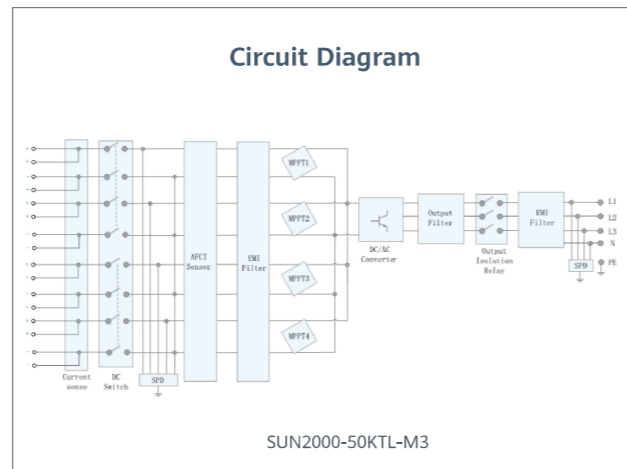 Circuit Diagram
MPPT1
MPPT2
MPPT3
MPPT4
AFCI
Sensor
EMI
Filter
DC/AC
Converter
Output
Filter
Output
Isolation
Relay
EMI
Filter
L1
L2
L3
N
PE
SPD
Current
sense
DC
Switch
SPD
SUN2000-50KTL-M3